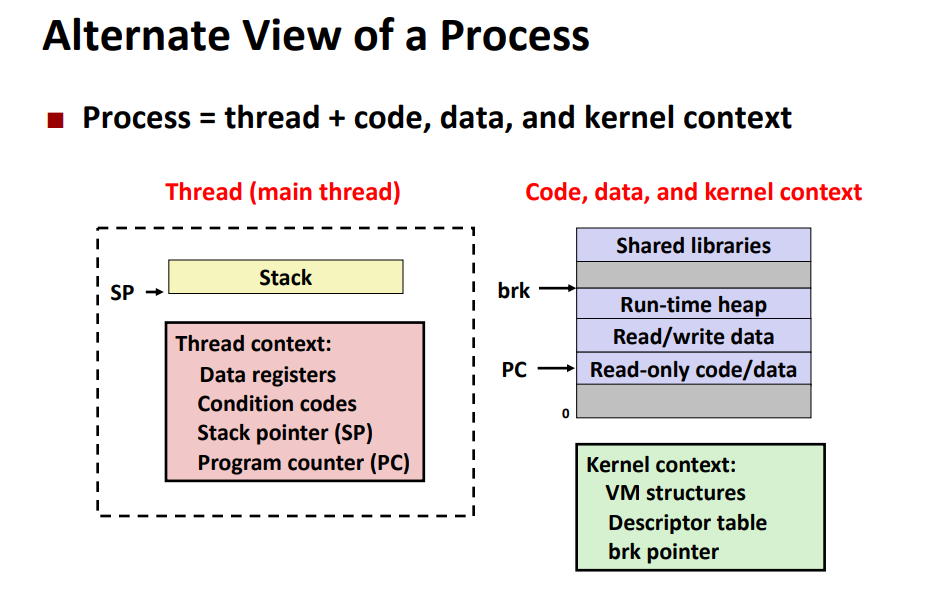 Alternate View of a Process
Process = thread + code, data, and kernel context
Thread (main thread)
SP
Stack
Thread context:
Data registers
Condition codes
Stack pointer (SP)
Program counter (PC)
Code, data, and kernel context
Shared libraries
brk
Run-time heap
Read/write data
PC
Read-only code/data
0
Kernel context:
VM structures
Descriptor table
brk pointer